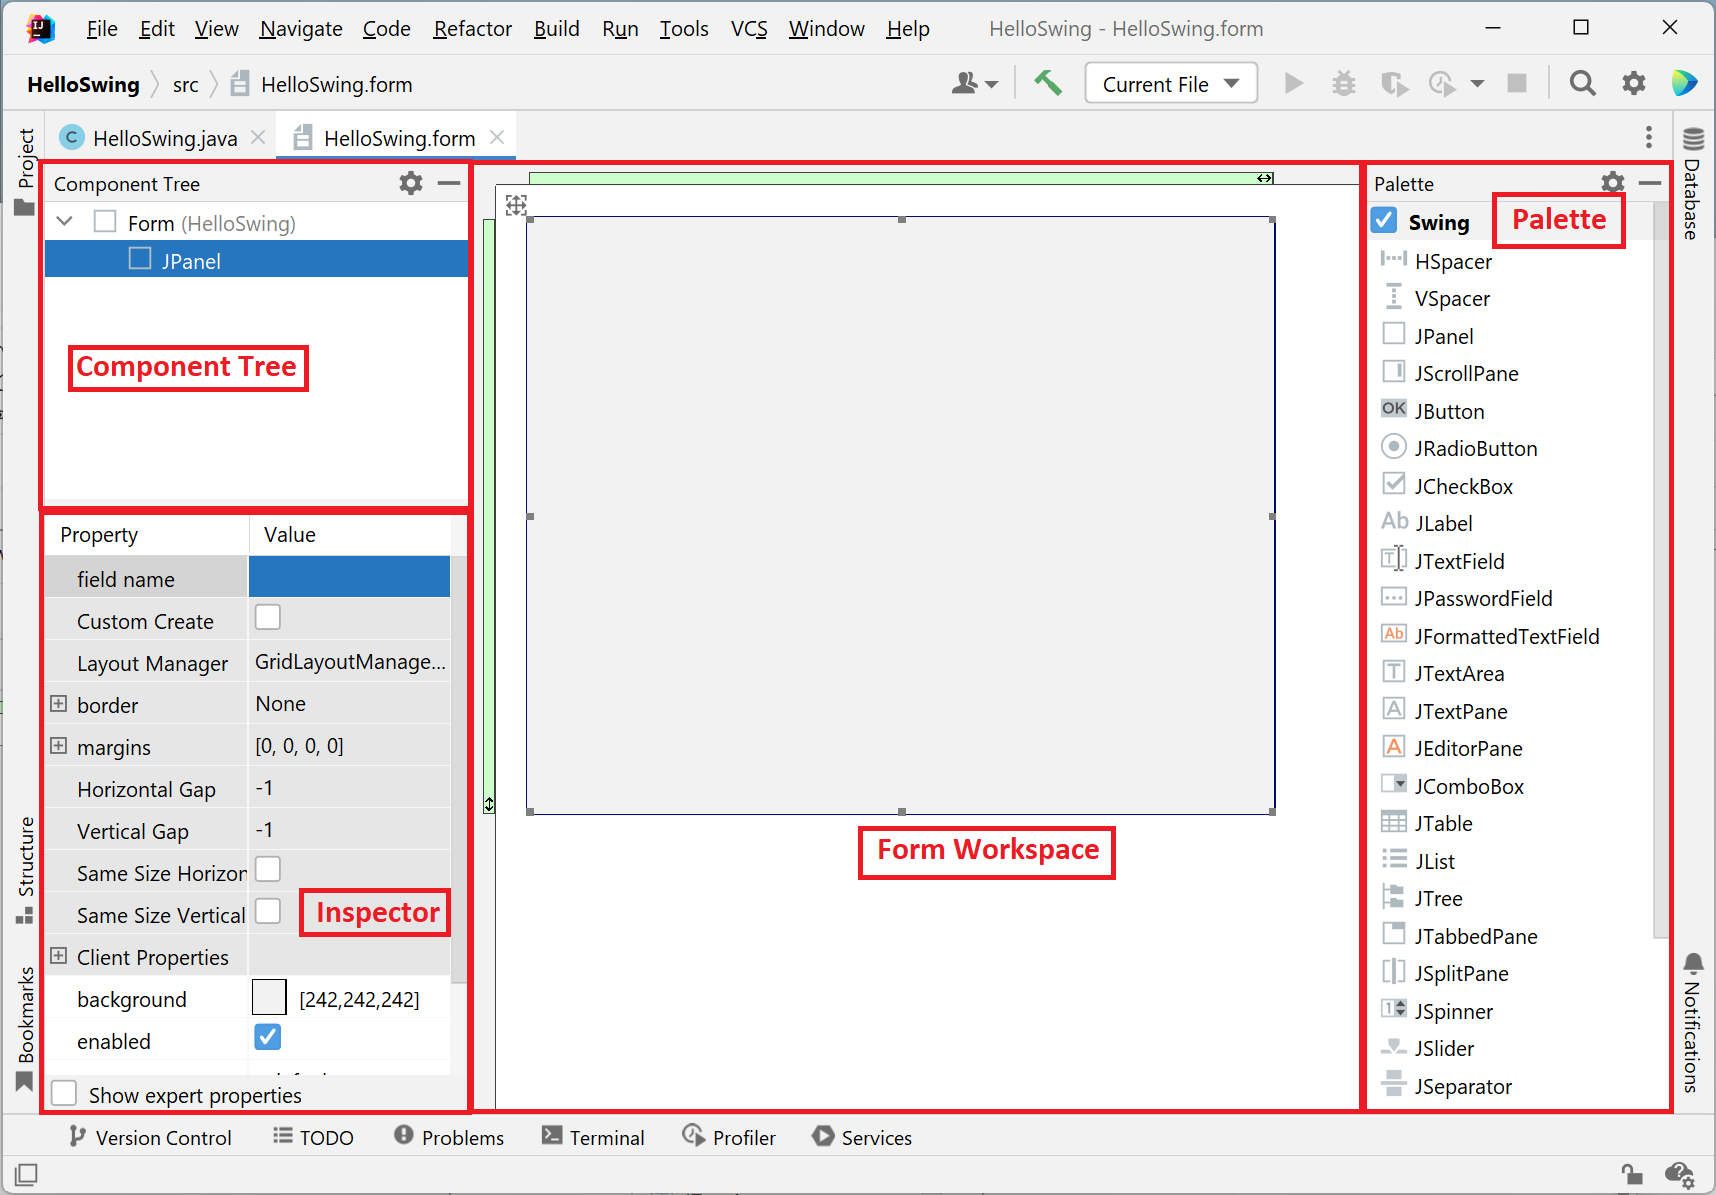 File Edit View Navigate Code Refactor Build Run Tools VCS Window Help HelloSwing - HelloSwing.form
HelloSwing src HelloSwing.form Current File
HelloSwing.java HelloSwing.form
Project
Structure
Bookmarks
Component Tree
Form (HelloSwing)
JPanel
Component Tree
Property Value
field name
Custom Create
Layout Manager GridLayoutManage...
border None
margins [0, 0, 0, 0]
Horizontal Gap -1
Vertical Gap -1
Same Size Horizon
Same Size Vertical
Inspector
Client Properties
background [242,242,242]
enabled
Show expert properties
Form Workspace
Palette
Swing
Palette
HSpacer
VSpacer
JPanel
JScrollPane
OK JButton
JRadioButton
JCheckBox
Ab JLabel
JTextField
JPasswordField
Ab JFormattedTextField
JTextArea
JTextPane
JEditorPane
JComboBox
JTable
JList
JTree
JTabbedPane
JSplitPane
JSpinner
JSlider
JSeparator
Database
Notifications
Version Control TODO Problems Terminal Profiler Services